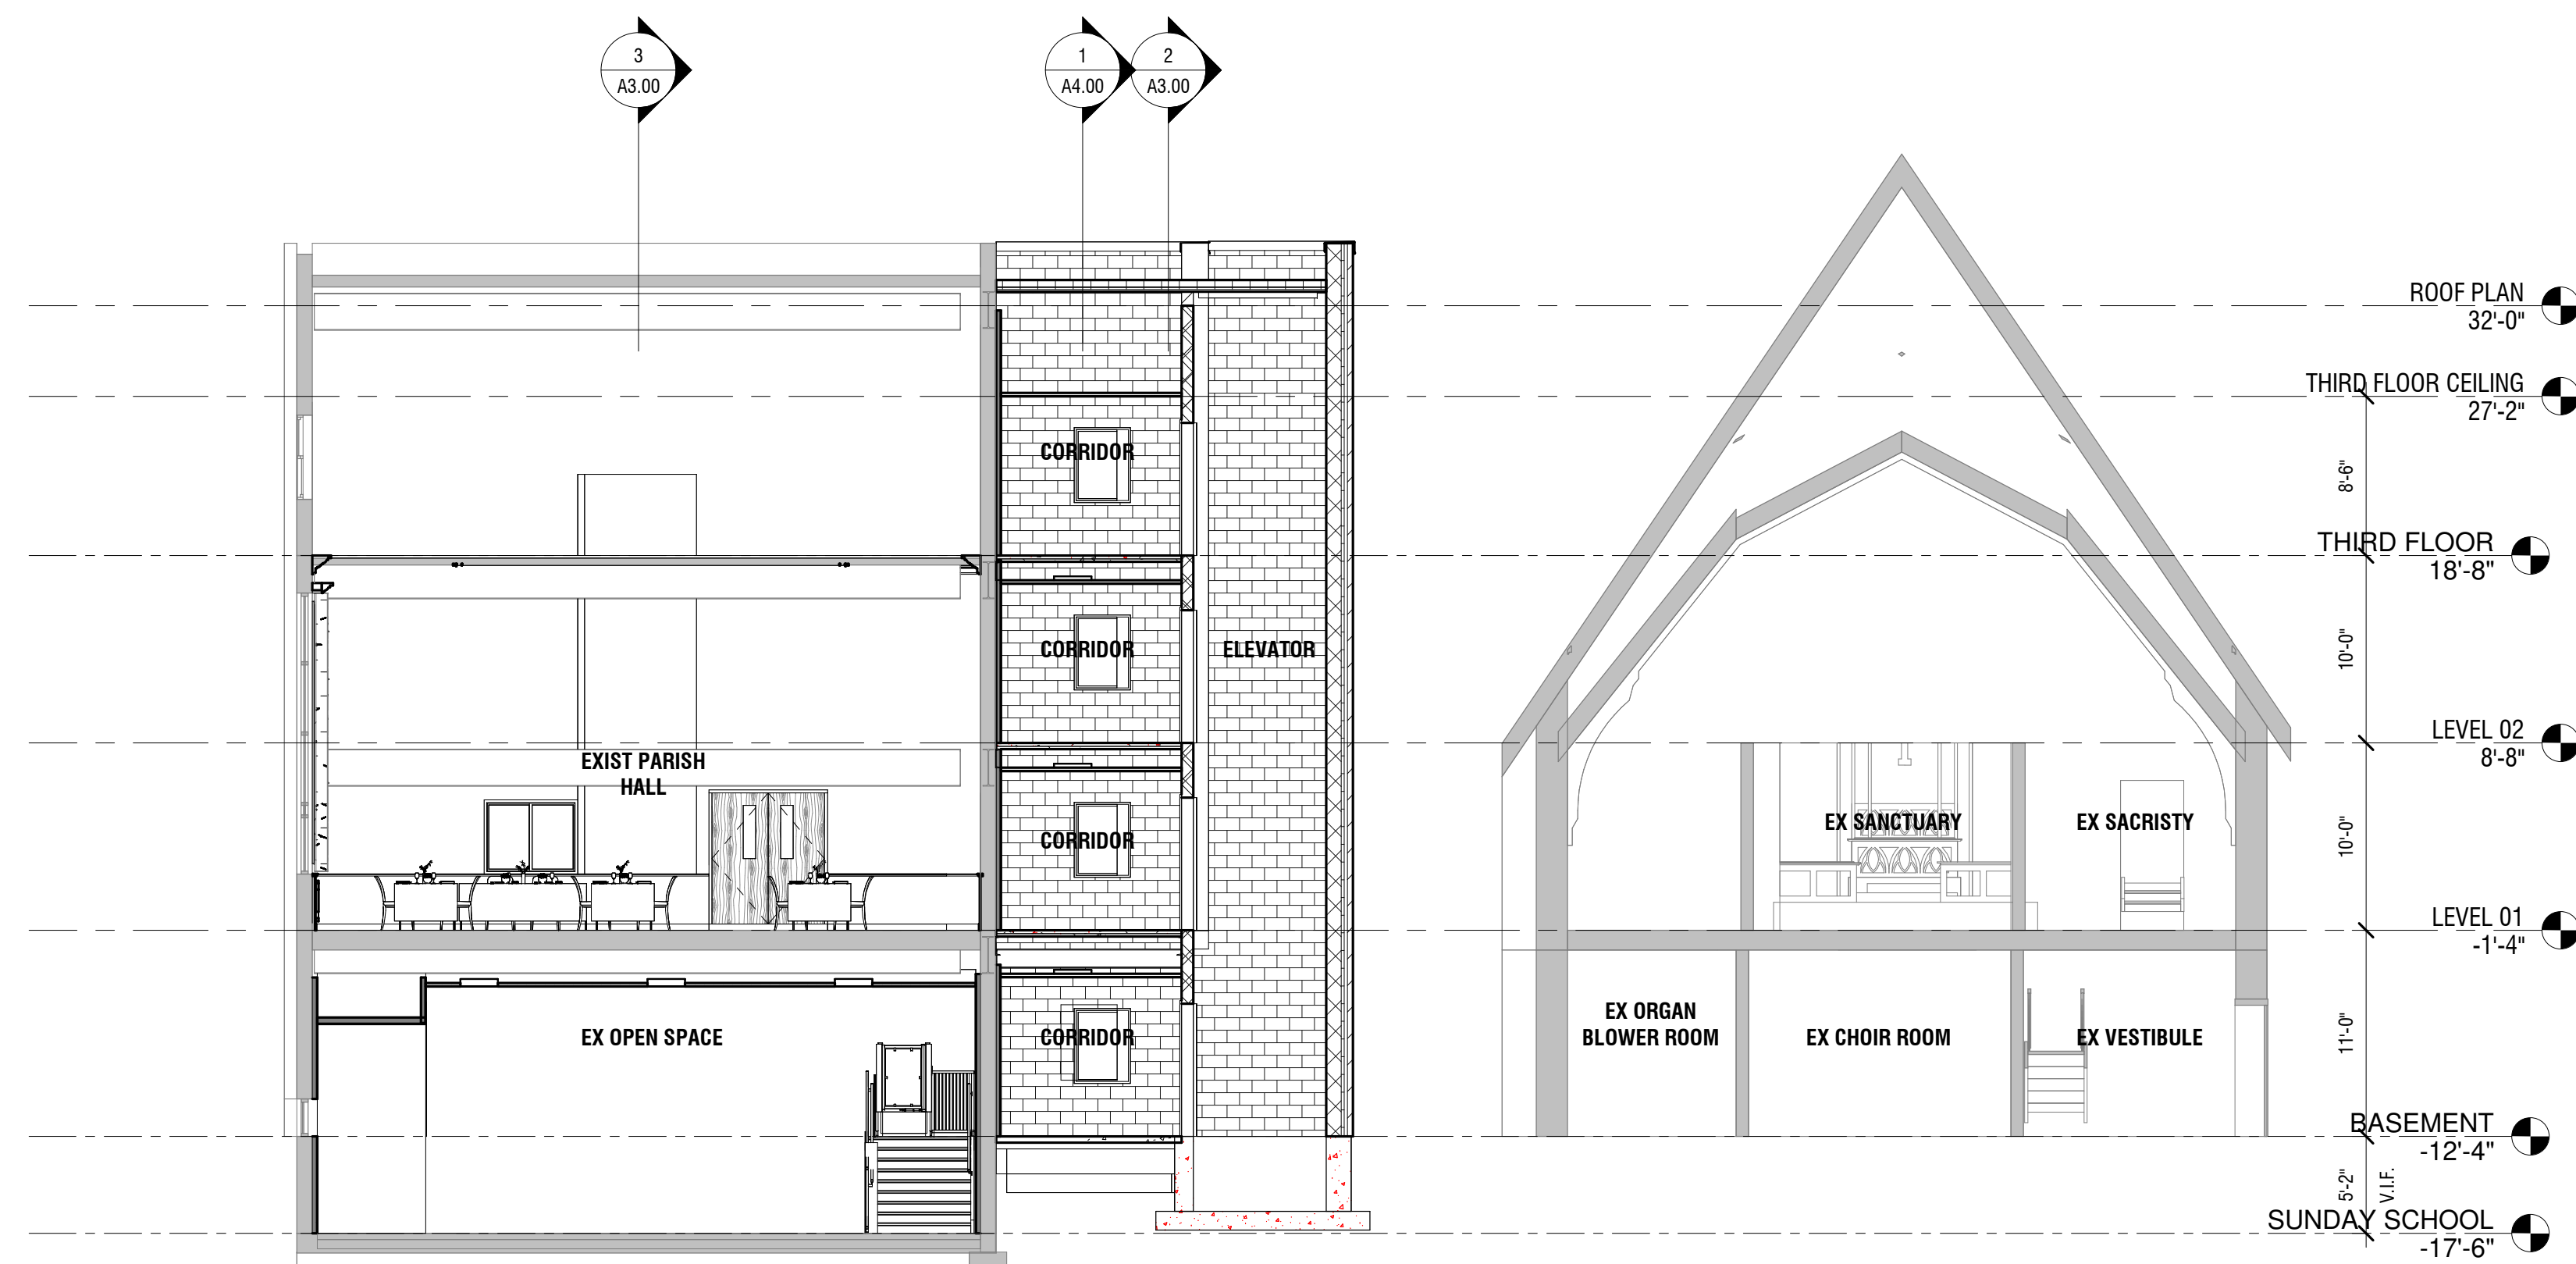 3
A3.00
1
A4.00
2
A3.00
ROOF PLAN
32'-0"
THIRD FLOOR CEILING
27'-2"
CORRIDOR
8'-6"
THIRD FLOOR
18'-8"
CORRIDOR
ELEVATOR
10'-0"
LEVEL 02
8'-8"
EXIST PARISH
HALL
CORRIDOR
EX SANCTUARY
EX SACRISTY
10'-0"
LEVEL 01
-1'-4"
EX OPEN SPACE
CORRIDOR
EX ORGAN
BLOWER ROOM
EX CHOIR ROOM
EX VESTIBULE
11'-0"
BASEMENT
-12'-4"
5'-2"
V.I.F.
SUNDAY SCHOOL
-17'-6"